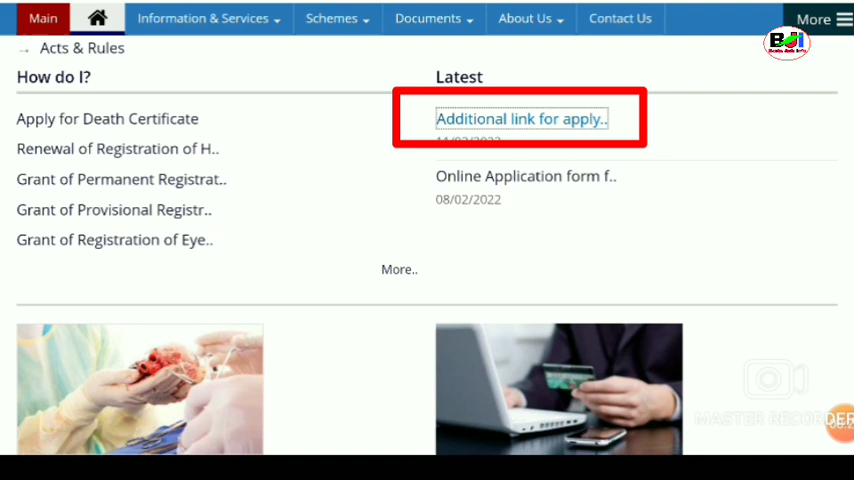 Main
Information & Services
Schemes
Documents
About Us
Contact Us
More
BJI
→ Acts & Rules
How do I?
Apply for Death Certificate
Renewal of Registration of H..
Grant of Permanent Registrat..
Grant of Provisional Registr..
Grant of Registration of Eye..
Latest
Additional link for apply..
Online Application form f..
08/02/2022
More..
MASTER RECORDER